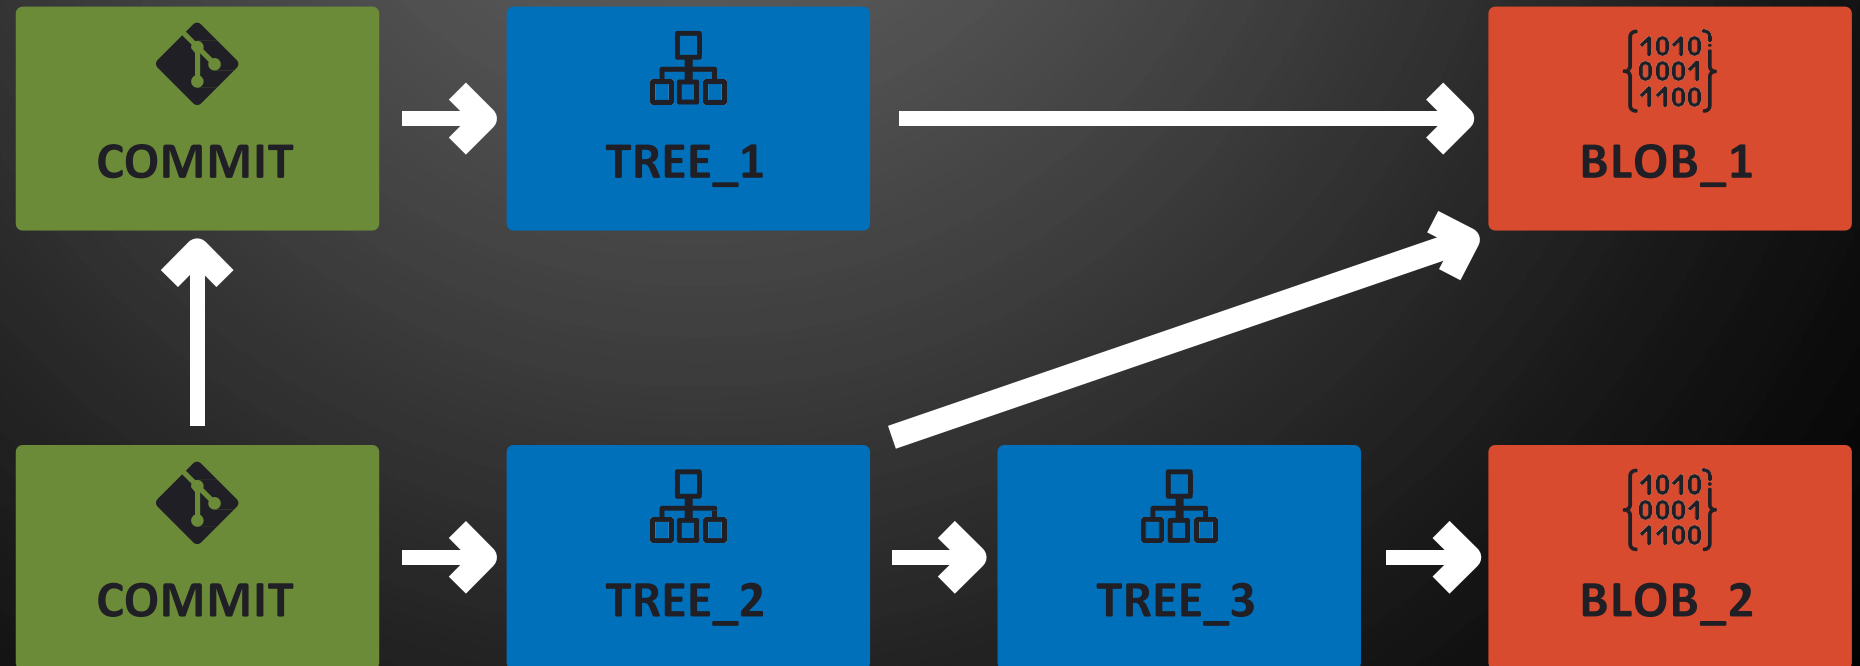 1010
0001
1100
COMMIT
TREE_1
BLOB_1
1010
0001
1100
COMMIT
TREE_2
TREE_3
BLOB_2